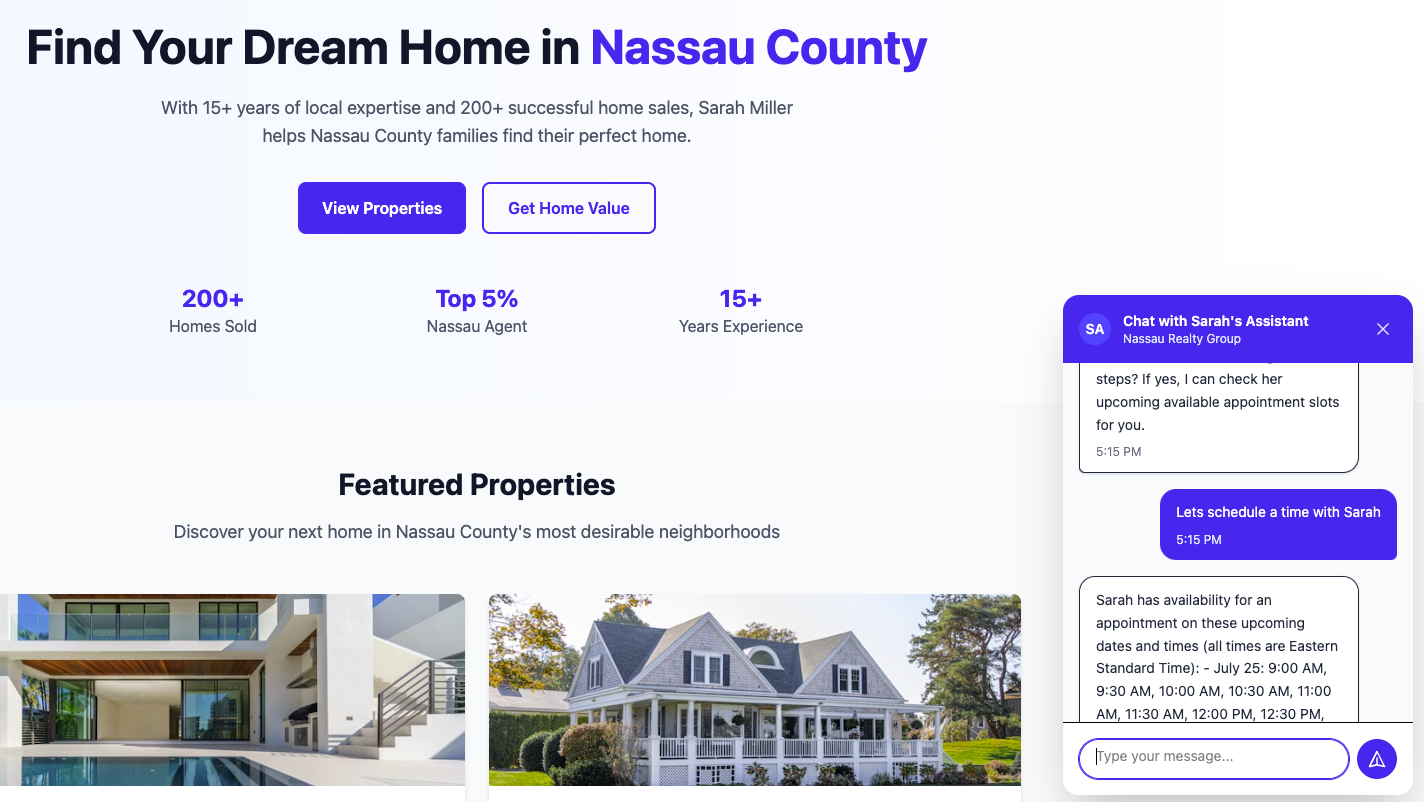 Find Your Dream Home in Nassau County
With 15+ years of local expertise and 200+ successful home sales, Sarah Miller
helps Nassau County families find their perfect home.
View Properties
Get Home Value
200+
Homes Sold
Top 5%
Nassau Agent
15+
Years Experience
Featured Properties
Discover your next home in Nassau County's most desirable neighborhoods
SA
Chat with Sarah's Assistant
Nassau Realty Group
steps? If yes, I can check her
upcoming available appointment slots
for you.
5:15 PM
Lets schedule a time with Sarah
5:15 PM
Sarah has availability for an
appointment on these upcoming
dates and times (all times are Eastern
Standard Time): - July 25: 9:00 AM,
9:30 AM, 10:00 AM, 10:30 AM, 11:00
AM, 11:30 AM, 12:00 PM, 12:30 PM,
Type your message...